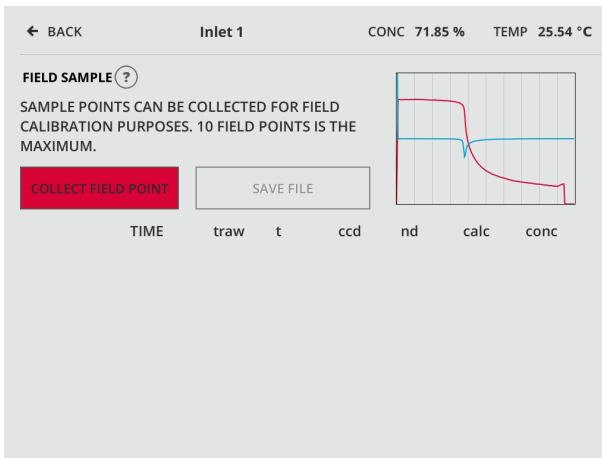 ← BACK Inlet 1 CONC 71.85 % TEMP 25.54 °C
FIELD SAMPLE ?
SAMPLE POINTS CAN BE COLLECTED FOR FIELD
CALIBRATION PURPOSES. 10 FIELD POINTS IS THE
MAXIMUM.
COLLECT FIELD POINT SAVE FILE
TIME traw t ccd nd calc conc